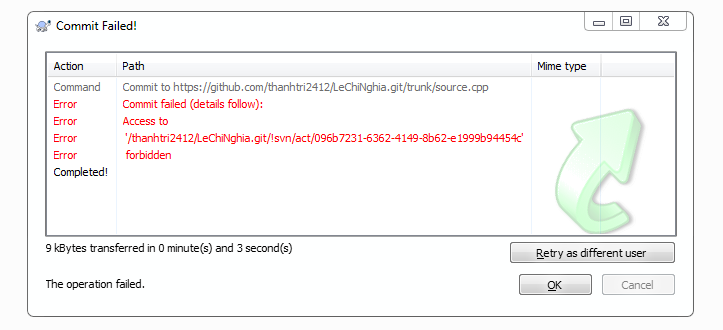 Commit Failed!
Action Path Mime type
Command Commit to https://github.com/thanhtri2412/LeChiNghia.git/trunk/source.cpp
Error Commit failed (details follow):
Error Access to
Error '/thanhtri2412/LeChiNghia.git/!svn/act/096b7231-6362-4149-8b62-e1999b94454c'
Error forbidden
Completed!
9 kBytes transferred in 0 minute(s) and 3 second(s)
Retry as different user
The operation failed.
OK Cancel